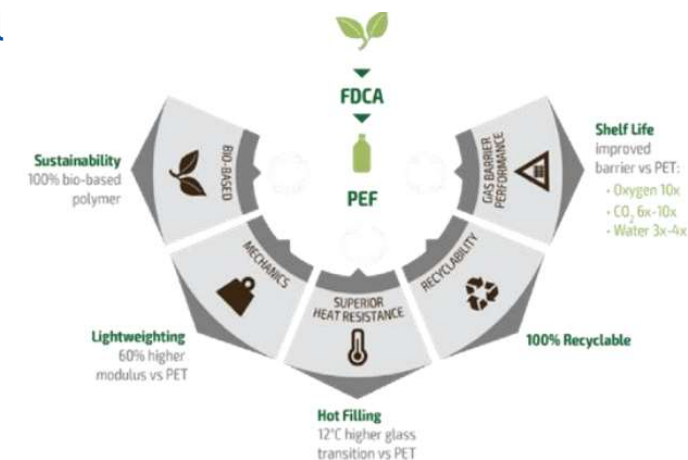 FDCA
PEF
Sustainability
100% bio-based
polymer
BIO-BASED
MECHANICS
Lightweighting
60% higher
modulus vs PET
SUPERIOR
HEAT RESISTANCE
Hot Filling
12°C higher glass
transition vs PET
RECYCLABILITY
100% Recyclable
GAS BARRIER
PERFORMANCE
Shelf Life
improved
barrier vs PET:
• Oxygen 10x
• CO₂ 6x-10x
• Water 3x-4x